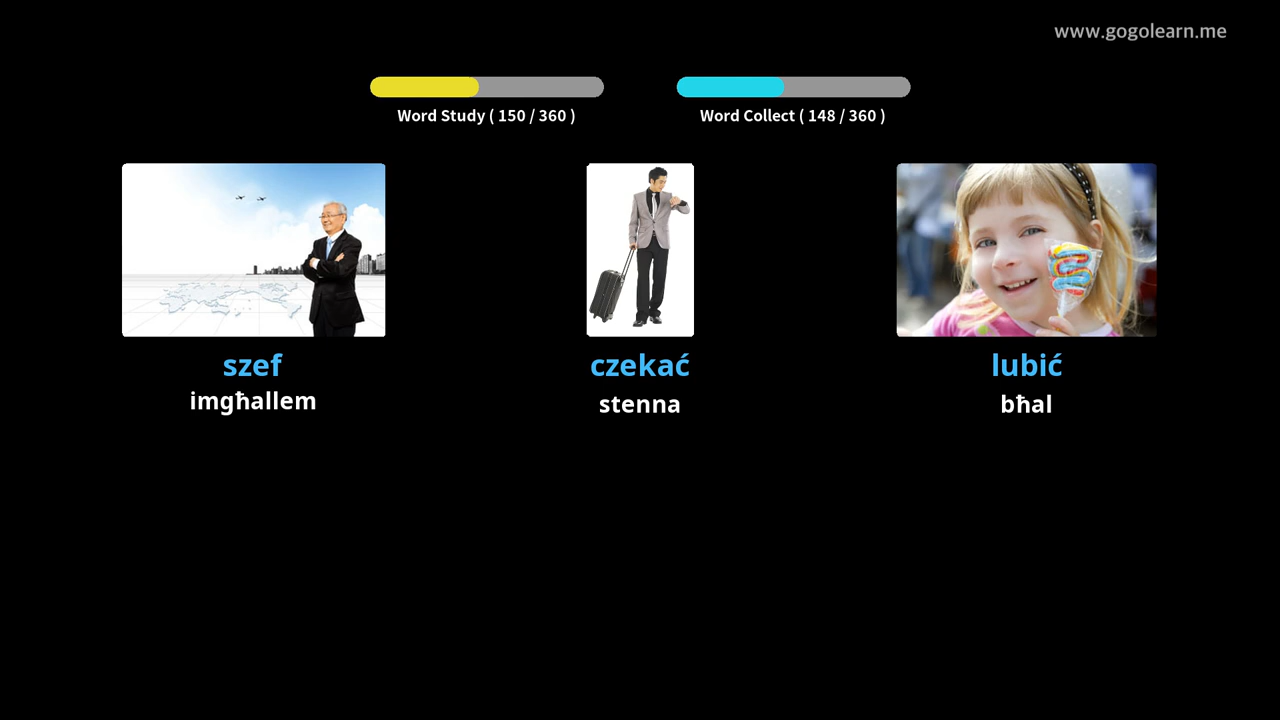 www.gogolearn.me
Word Study ( 150 / 360 )
Word Collect ( 148 / 360 )
szef
imgħallem
czekać
stenna
lubić
bħal